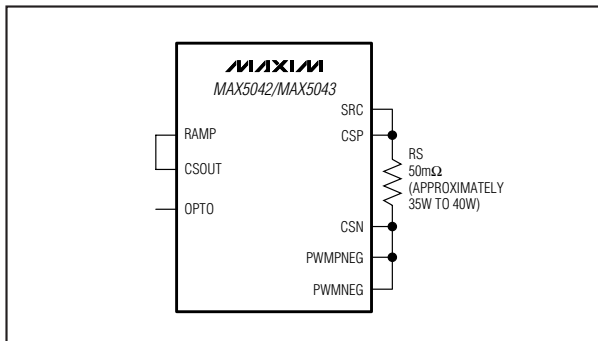 MAXIM
MAX5042/MAX5043
SRC
RAMP
CSP
RS
50mΩ
(APPROXIMATELY
35W TO 40W)
CSOUT
OPTO
CSN
PWMPNEG
PWMNEG